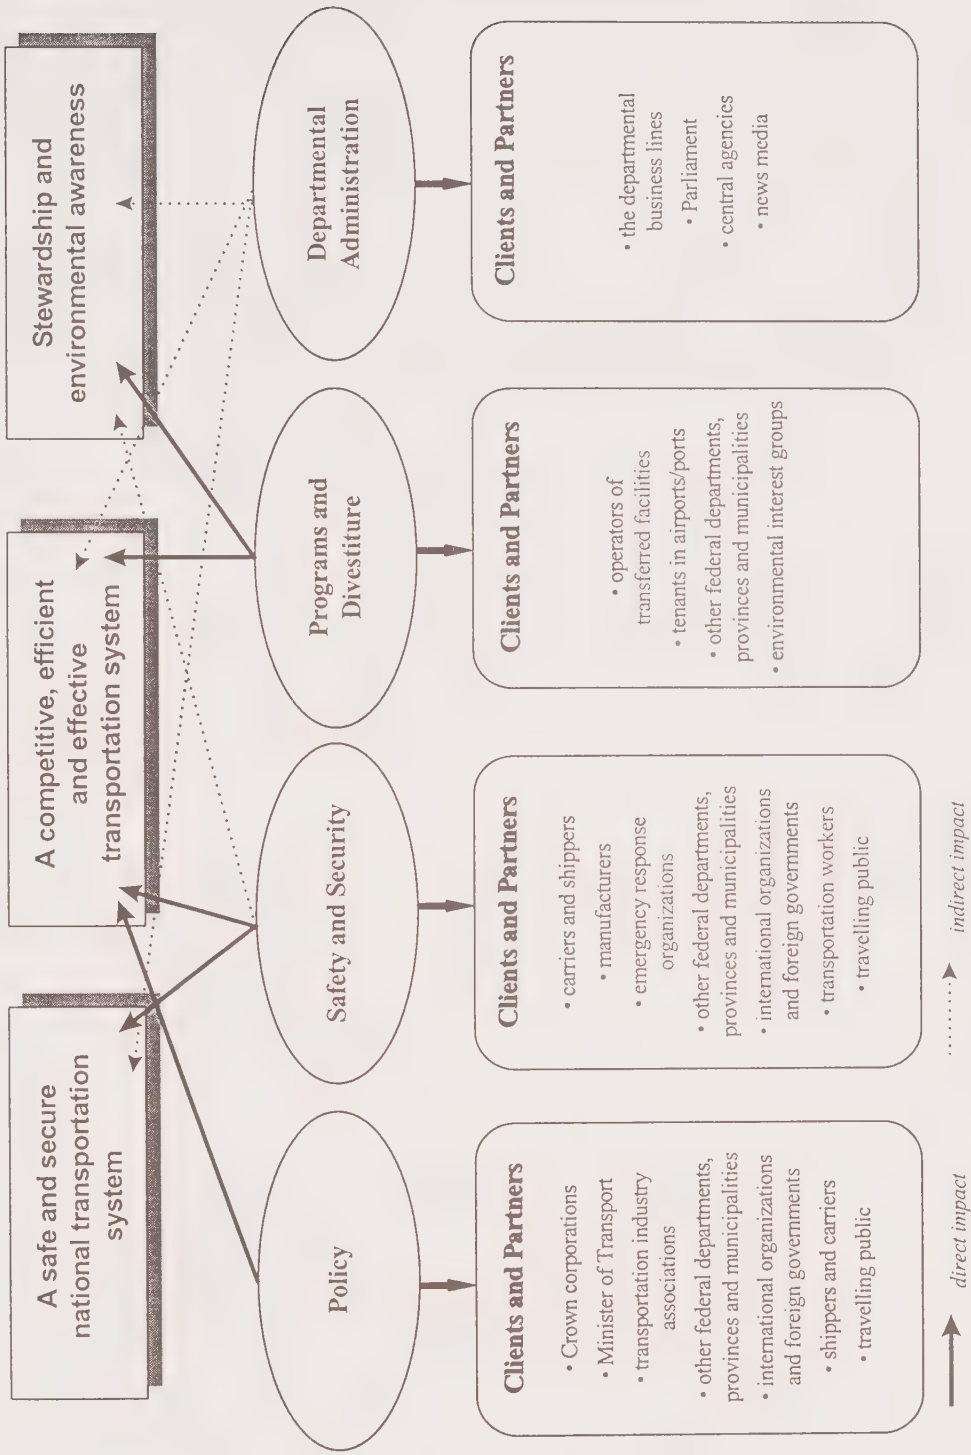 A safe and secure
national transportation
system
A competitive, efficient
and effective
transportation system
Stewardship and
environmental awareness
Policy
Safety and Security
Programs and
Divestiture
Departmental
Administration
Clients and Partners
• Crown corporations
• Minister of Transport
• transportation industry
associations
• other federal departments,
provinces and municipalities
• international organizations
and foreign governments
• shippers and carriers
• travelling public
Clients and Partners
• carriers and shippers
• manufacturers
• emergency response
organizations
• other federal departments,
provinces and municipalities
• international organizations
and foreign governments
• transportation workers
• travelling public
Clients and Partners
• operators of
transferred facilities
• tenants in airports/ports
• other federal departments,
provinces and municipalities
• environmental interest groups
Clients and Partners
• the departmental
business lines
• Parliament
• central agencies
• news media
direct impact
indirect impact